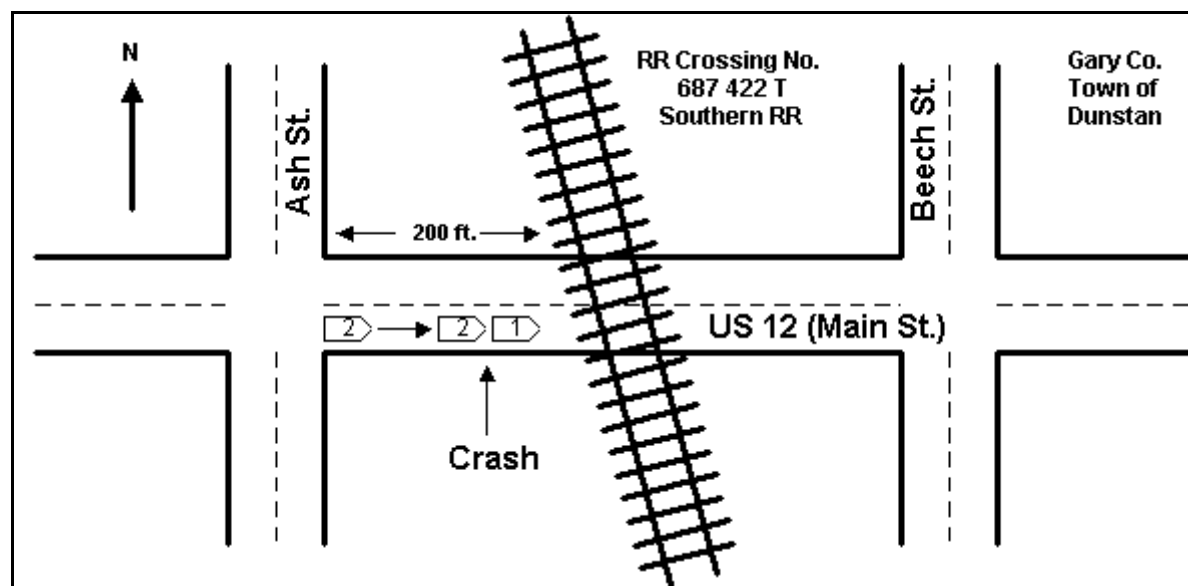 N
RR Crossing No.
687 422 T
Southern RR
Gary Co.
Town of
Dunstan
Ash St.
Beech St.
200 ft.
2
2
1
US 12 (Main St.)
Crash